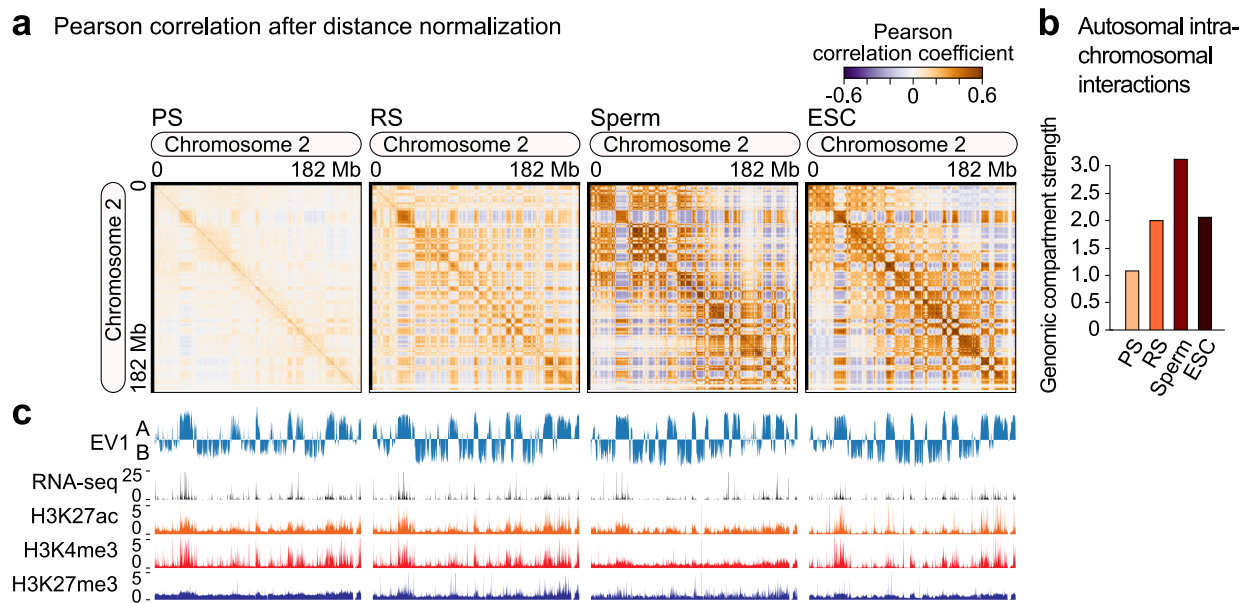 a Pearson correlation after distance normalization
Pearson
correlation coefficient
-0.6 0 0.6
PS RS Sperm ESC
Chromosome 2 Chromosome 2 Chromosome 2 Chromosome 2
0 182 Mb 0 182 Mb 0 182 Mb 0 182 Mb
Chromosome 2
0
182 Mb
b Autosomal intra-
chromosomal
interactions
Genomic compartment strength
3.0
2.5
2.0
1.5
1.0
0.5
0
PS RS Sperm ESC
c
EV1 A
B
RNA-seq 25
0
H3K27ac 5
0
H3K4me3 5
0
H3K27me3 5
0